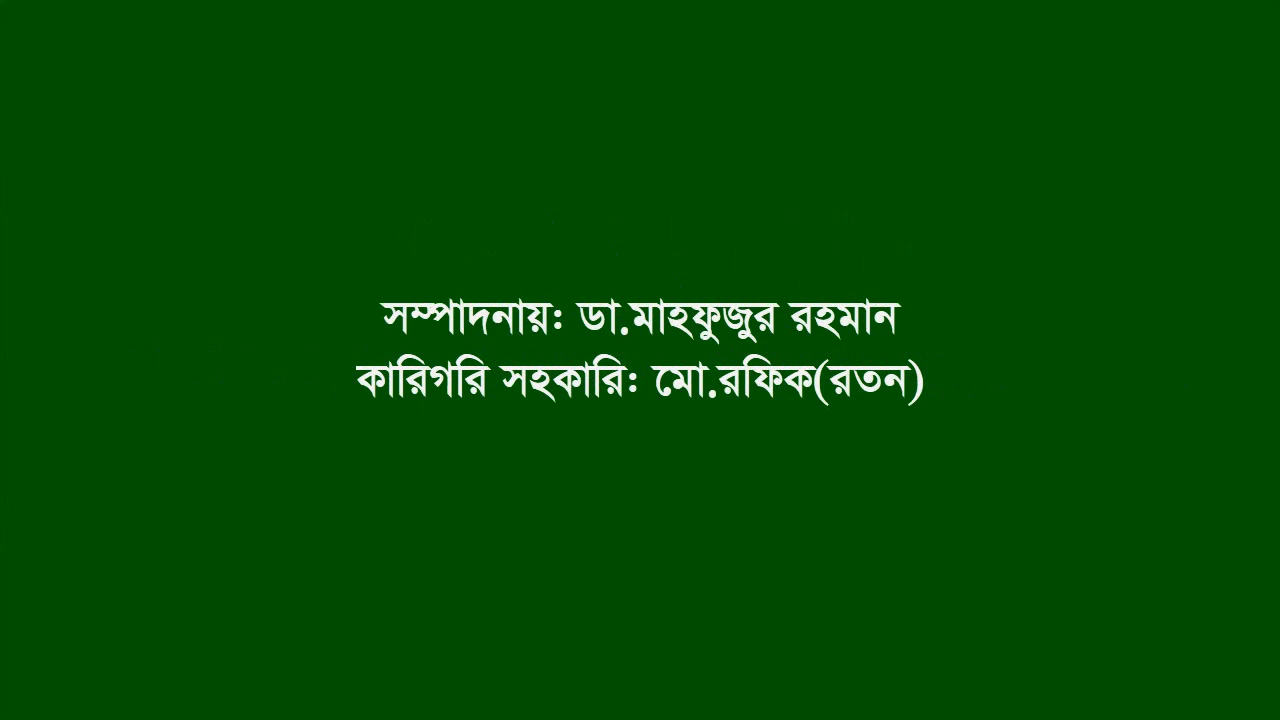 সম্পাদনায়: ডা.মাহফুজুর রহমান
কারিগরি সহকারি: মো.রফিক(রতন)